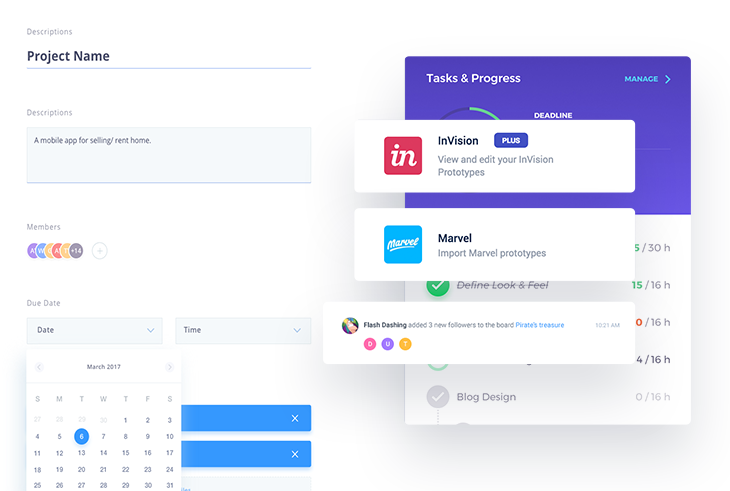 Descriptions
Project Name
Descriptions
A mobile app for selling/ rent home.
Members
+14
+
Due Date
Date
Time
March 2017
S M T W T F S
27 28 29 30 1 2 3
4 5 6 7 8 9 10
11 12 13 14 15 16 17
18 19 20 21 22 23 24
25 26 27 28 29 30 31
Tasks & Progress
MANAGE
DEADLINE
in
InVision
PLUS
View and edit your InVision
Prototypes
Marvel
Marvel
Import Marvel prototypes
5 / 30 h
Define Look & Feel
15 / 16 h
0 / 16 h
Flash Dashing added 3 new followers to the board Pirate's treasure
10:21 AM
D U T
4 / 16 h
Blog Design
0 / 16 h